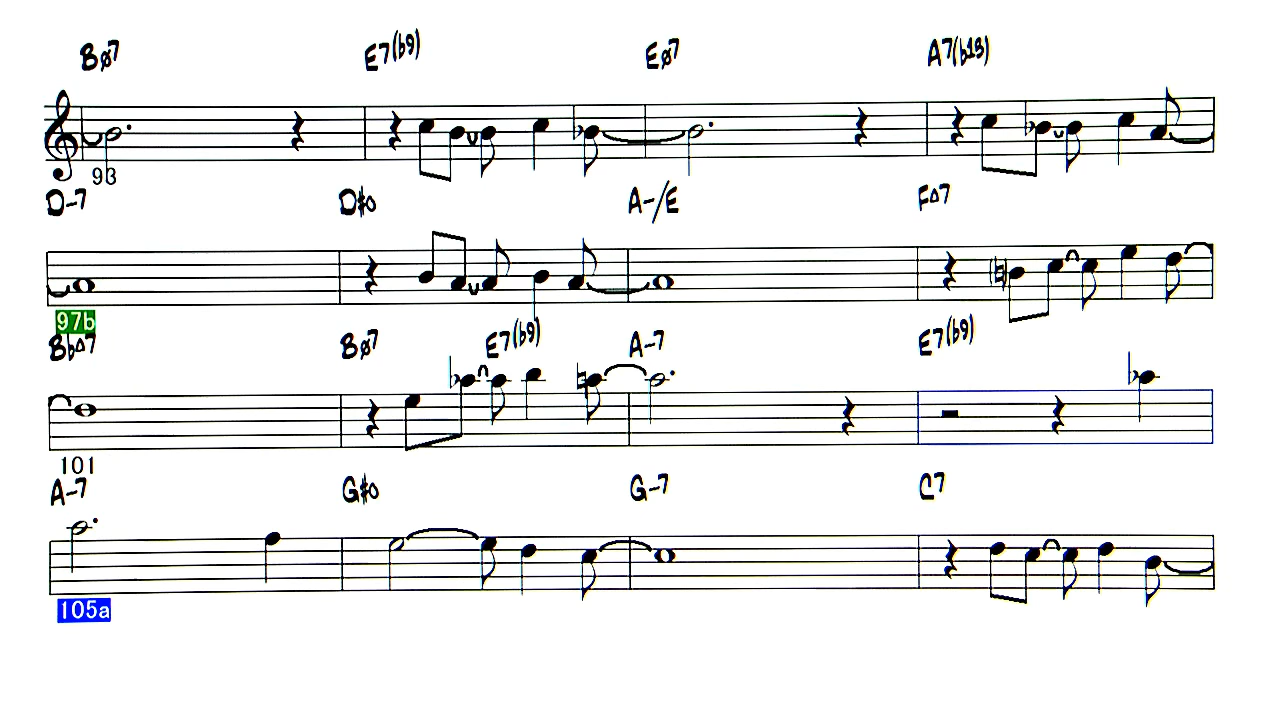 Bø7 E7(b9) Eø7 A7(b13)
93
D-7 D#o A-/E F△7
97b
Bb△7 Bø7 E7(b9) A-7 E7(b9)
101
A-7 G#o G-7 C7
105a